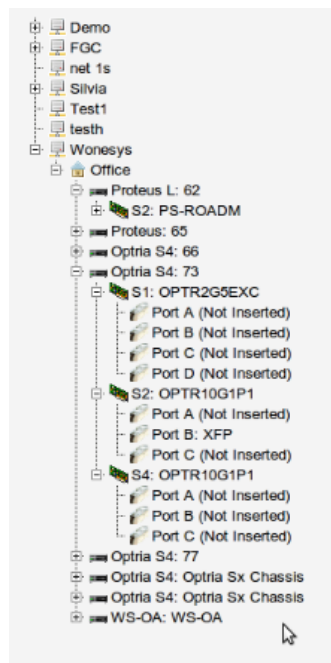 Demo
FGC
net 1s
Silvia
Test1
testh
Wonesys
Office
Proteus L: 62
S2: PS-ROADM
Proteus: 65
Optria S4: 66
Optria S4: 73
S1: OPTR2G5EXC
Port A (Not Inserted)
Port B (Not Inserted)
Port C (Not Inserted)
Port D (Not Inserted)
S2: OPTR10G1P1
Port A (Not Inserted)
Port B: XFP
Port C (Not Inserted)
S4: OPTR10G1P1
Port A (Not Inserted)
Port B (Not Inserted)
Port C (Not Inserted)
Optria S4: 77
Optria S4: Optria Sx Chassis
Optria S4: Optria Sx Chassis
WS-OA: WS-OA